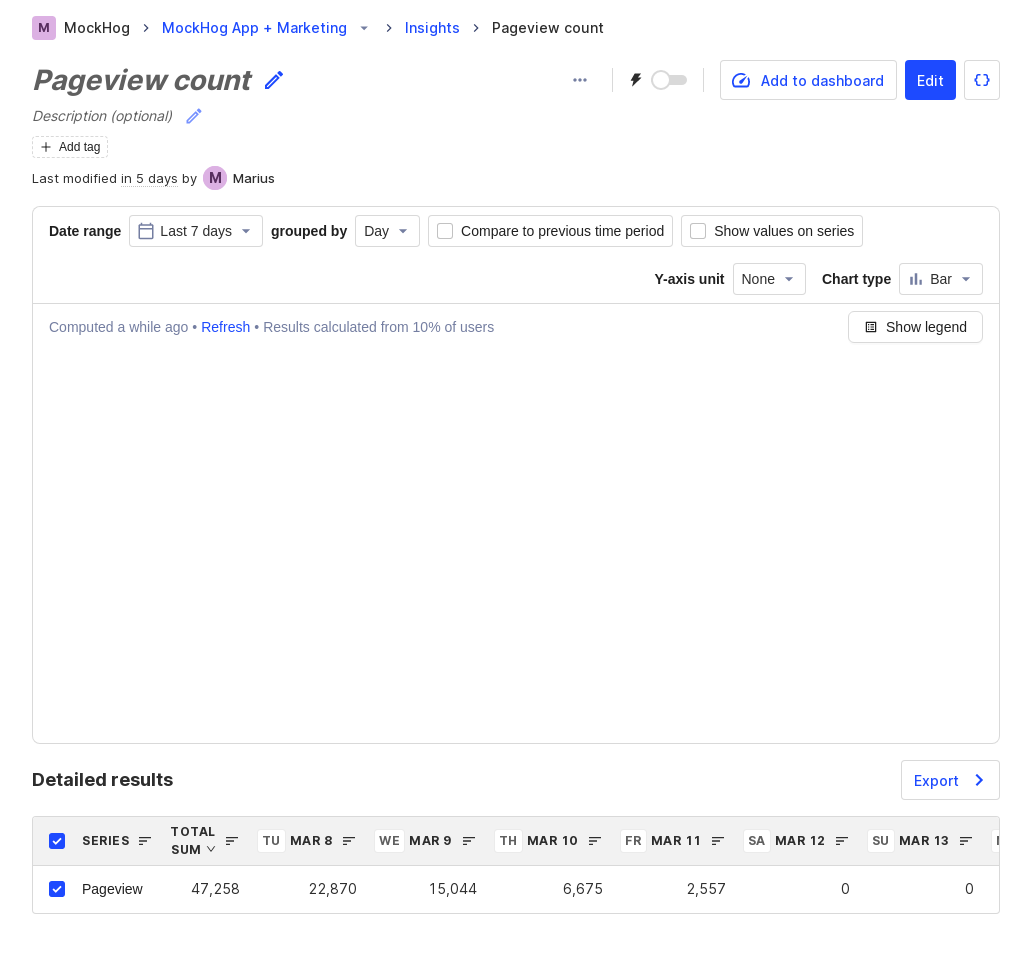 M MockHog > MockHog App + Marketing > Insights > Pageview count
Pageview count
Add to dashboard Edit {}
Description (optional)
+ Add tag
Last modified in 5 days by M Marius
Date range Last 7 days grouped by Day Compare to previous time period Show values on series
Y-axis unit None Chart type Bar
Computed a while ago • Refresh • Results calculated from 10% of users Show legend
Detailed results Export
SERIES TOTAL SUM TU MAR 8 WE MAR 9 TH MAR 10 FR MAR 11 SA MAR 12 SU MAR 13
Pageview 47,258 22,870 15,044 6,675 2,557 0 0